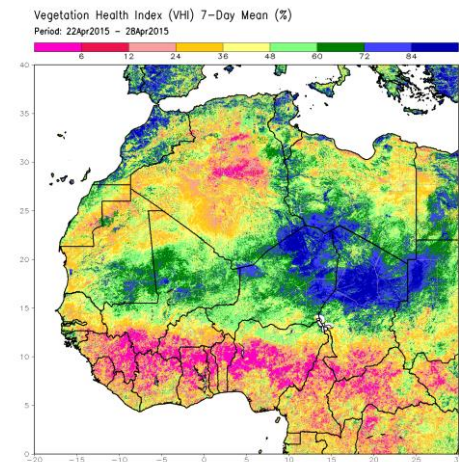 Vegetation Health Index (VHI) 7-Day Mean (%)
Period: 22Apr2015 - 28Apr2015
6 12 24 36 48 60 72 84
40
35
30
25
20
15
10
5
0
-20 -15 -10 -5 0 5 10 15 20 25 30